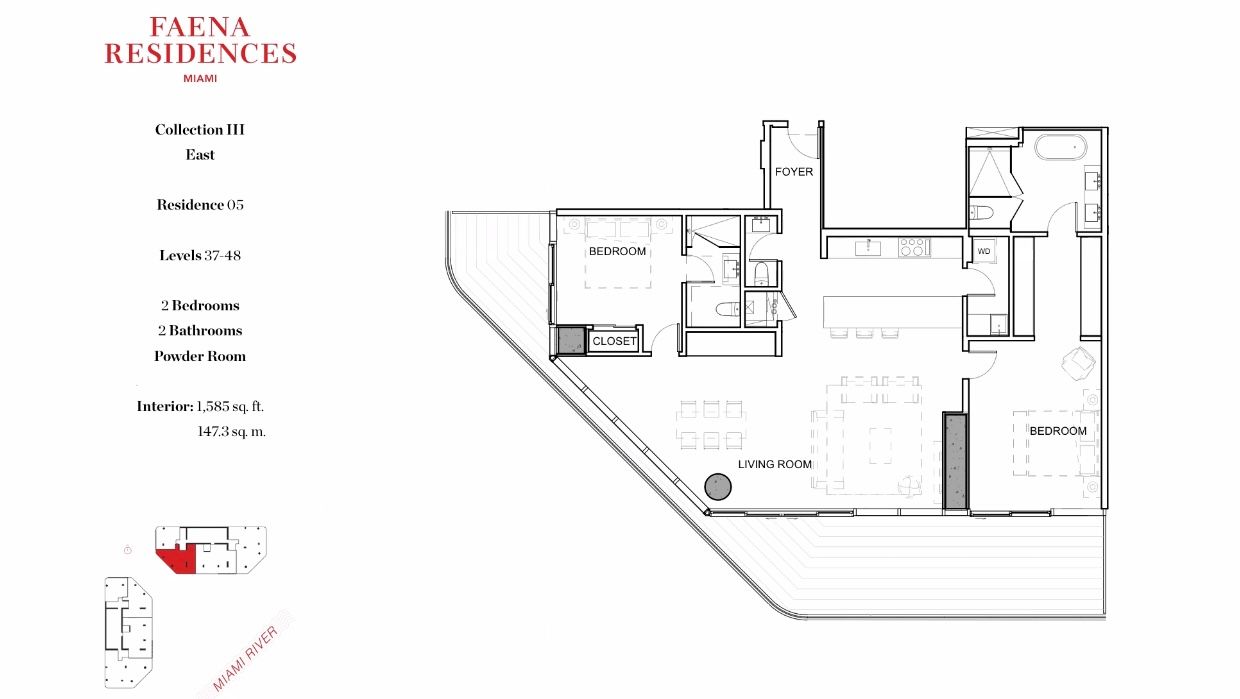 FAENA
RESIDENCES
MIAMI
Collection III
East
Residence 05
Levels 37-48
2 Bedrooms
2 Bathrooms
Powder Room
Interior: 1,585 sq. ft.
147.3 sq. m.
FOYER
BEDROOM
WD
CLOSET
BEDROOM
LIVING ROOM
MIAMI RIVER